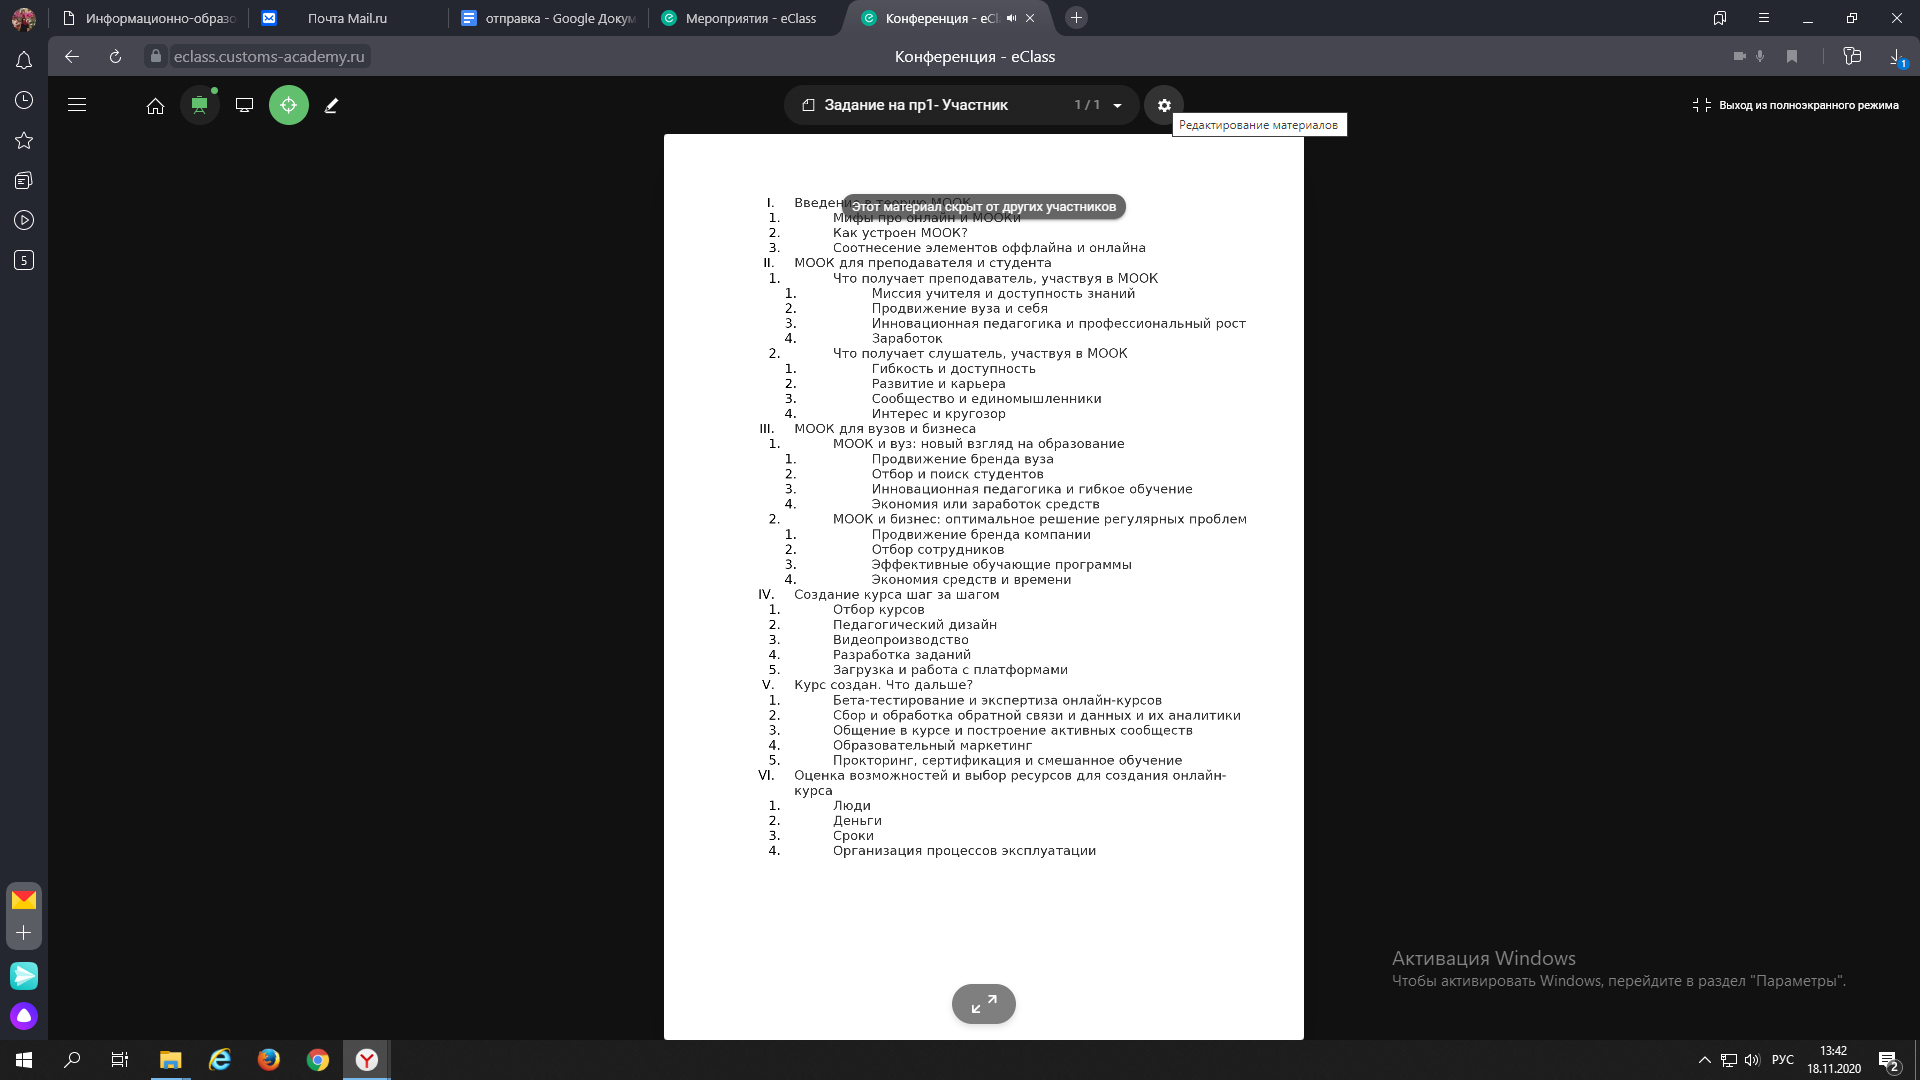 Информационно-образо
Почта Mail.ru
отправка - Google Докум
Мероприятия - eClass
Конференция - eCl
eclass.customs-academy.ru
Конференция - eClass
1
5
Задание на пр1- Участник
1 / 1
Выход из полноэкранного режима
Редактирование материалов
Этот материал скрыт от других участников
I. Введение в теорию МООК
1. Мифы про онлайн и МООКи
2. Как устроен МООК?
3. Соотнесение элементов оффлайна и онлайна
II. МООК для преподавателя и студента
1. Что получает преподаватель, участвуя в МООК
1. Миссия учителя и доступность знаний
2. Продвижение вуза и себя
3. Инновационная педагогика и профессиональный рост
4. Заработок
2. Что получает слушатель, участвуя в МООК
1. Гибкость и доступность
2. Развитие и карьера
3. Сообщество и единомышленники
4. Интерес и кругозор
III. МООК для вузов и бизнеса
1. МООК и вуз: новый взгляд на образование
1. Продвижение бренда вуза
2. Отбор и поиск студентов
3. Инновационная педагогика и гибкое обучение
4. Экономия или заработок средств
2. МООК и бизнес: оптимальное решение регулярных проблем
1. Продвижение бренда компании
2. Отбор сотрудников
3. Эффективные обучающие программы
4. Экономия средств и времени
IV. Создание курса шаг за шагом
1. Отбор курсов
2. Педагогический дизайн
3. Видеопроизводство
4. Разработка заданий
5. Загрузка и работа с платформами
V. Курс создан. Что дальше?
1. Бета-тестирование и экспертиза онлайн-курсов
2. Сбор и обработка обратной связи и данных и их аналитики
3. Общение в курсе и построение активных сообществ
4. Образовательный маркетинг
5. Прокторинг, сертификация и смешанное обучение
VI. Оценка возможностей и выбор ресурсов для создания онлайн-
курса
1. Люди
2. Деньги
3. Сроки
4. Организация процессов эксплуатации
Активация Windows
Чтобы активировать Windows, перейдите в раздел "Параметры".
РУС
13:42
18.11.2020
2